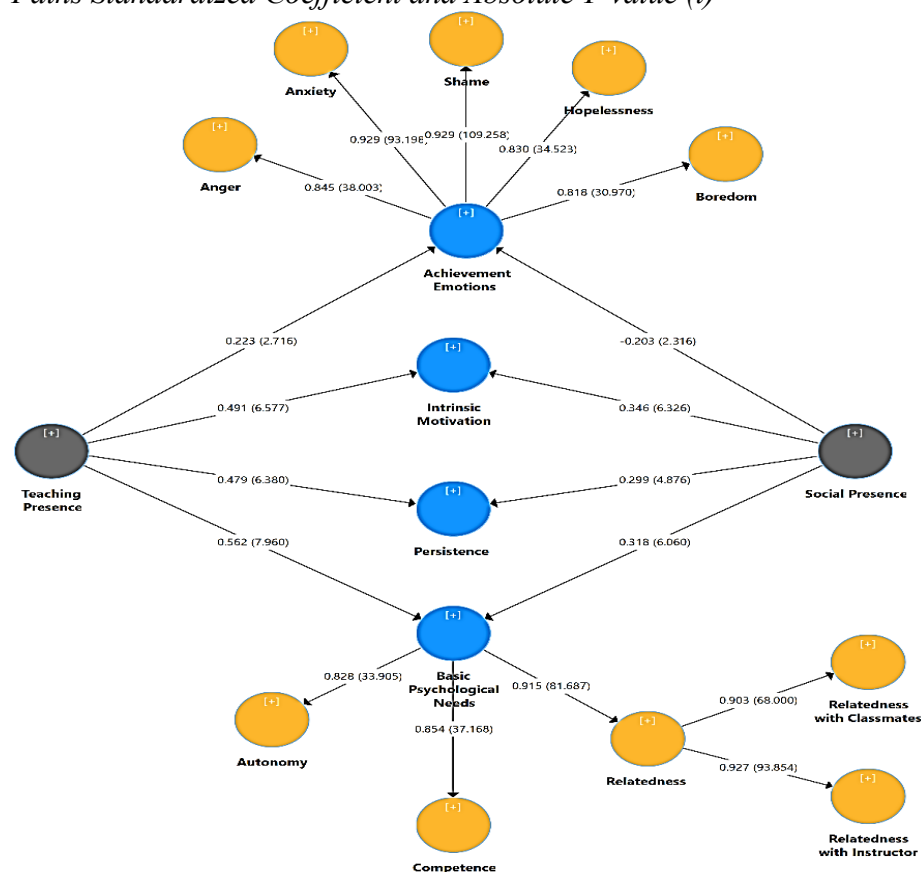 Paths Standardized Coefficient and Absolute T-Value (t)
[+]
Shame
[+]
Anxiety
[+]
Hopelessness
[+]
Anger
[+]
Boredom
0.929 (93.198)
0.929 (109.258)
0.830 (34.523)
0.845 (38.003)
0.818 (30.970)
[+]
Achievement
Emotions
0.223 (2.716)
-0.203 (2.316)
[+]
Intrinsic
Motivation
0.491 (6.577)
0.346 (6.326)
[+]
Teaching
Presence
[+]
Social Presence
0.479 (6.380)
0.299 (4.876)
[+]
Persistence
0.562 (7.960)
0.318 (6.060)
[+]
Basic
Psychological
Needs
0.828 (33.905)
0.854 (37.168)
0.915 (81.687)
[+]
Autonomy
[+]
Competence
[+]
Relatedness
0.903 (68.000)
0.927 (93.854)
[+]
Relatedness
with Classmates
[+]
Relatedness
with Instructor